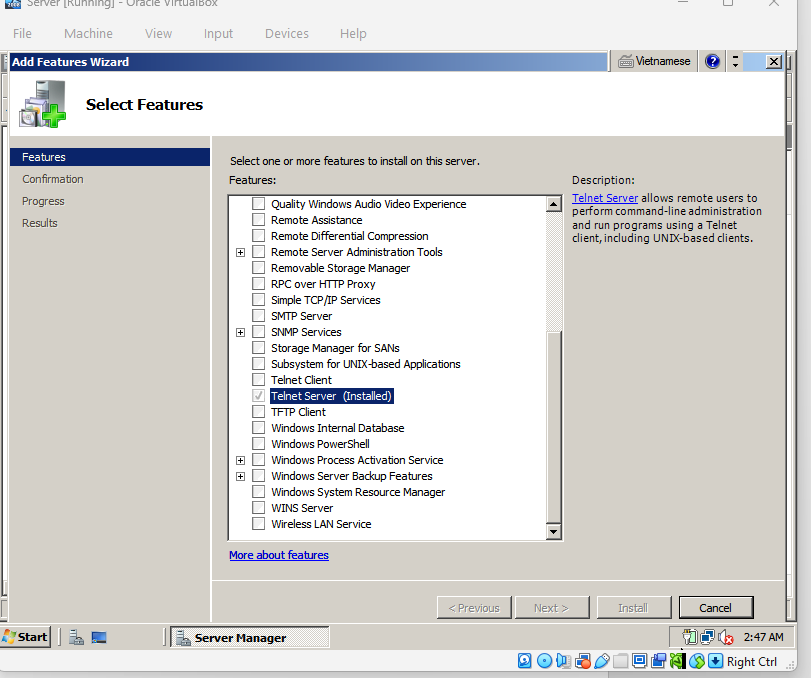 Server [Running] - Oracle VirtualBox
File Machine View Input Devices Help
Add Features Wizard
Vietnamese
Select Features
Features
Confirmation
Progress
Results
Select one or more features to install on this server.
Features:
Quality Windows Audio Video Experience
Remote Assistance
Remote Differential Compression
Remote Server Administration Tools
Removable Storage Manager
RPC over HTTP Proxy
Simple TCP/IP Services
SMTP Server
SNMP Services
Storage Manager for SANs
Subsystem for UNIX-based Applications
Telnet Client
Telnet Server (Installed)
TFTP Client
Windows Internal Database
Windows PowerShell
Windows Process Activation Service
Windows Server Backup Features
Windows System Resource Manager
WINS Server
Wireless LAN Service
More about features
Description:
Telnet Server allows remote users to
perform command-line administration
and run programs using a Telnet
client, including UNIX-based clients.
< Previous Next > Install Cancel
Start Server Manager 2:47 AM
Right Ctrl